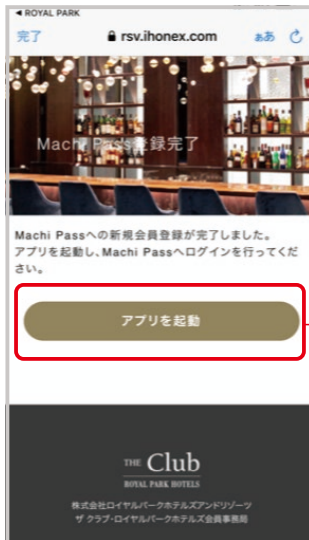 ◀ ROYAL PARK
完了
rsv.ihonex.com
ぁあ
Machi Pass登録完了
Machi Passへの新規会員登録が完了しました。
アプリを起動し、Machi Passへログインを行ってくだ
さい。
アプリを起動
THE Club
ROYAL PARK HOTELS
株式会社ロイヤルパークホテルズアンドリゾーツ
ザ クラブ・ロイヤルパークホテルズ会員事務局